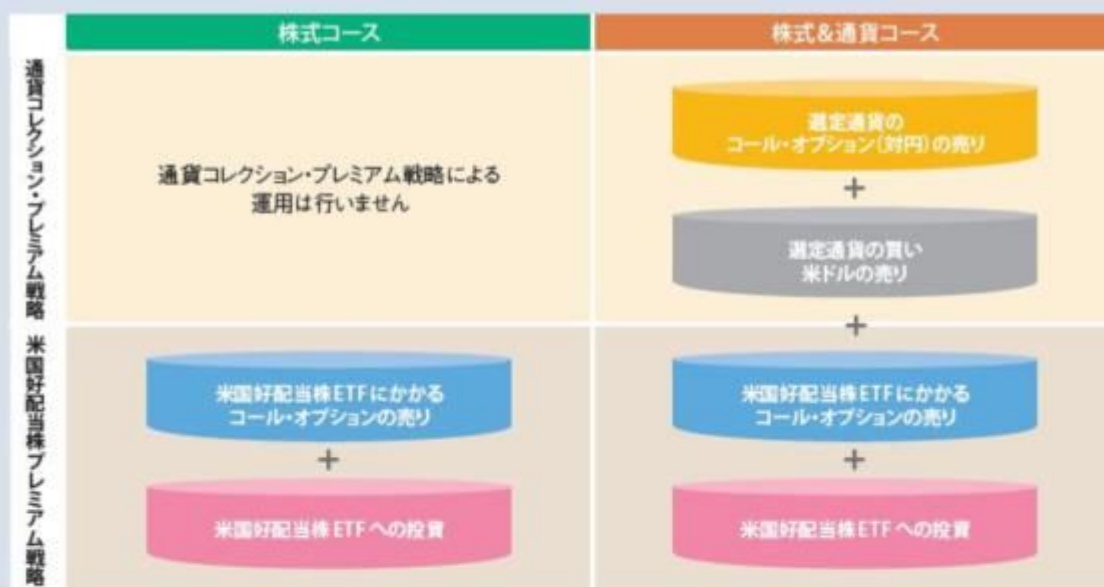 株式コース
株式&通貨コース
通貨コレクション・プレミアム戦略
通貨コレクション・プレミアム戦略による
運用は行いません
選定通貨の
コール・オプション(対円)の売り
+
選定通貨の買い
米ドルの売り
+
米国好配当株プレミアム戦略
米国好配当株ETFにかかる
コール・オプションの売り
+
米国好配当株ETFへの投資
米国好配当株ETFにかかる
コール・オプションの売り
+
米国好配当株ETFへの投資